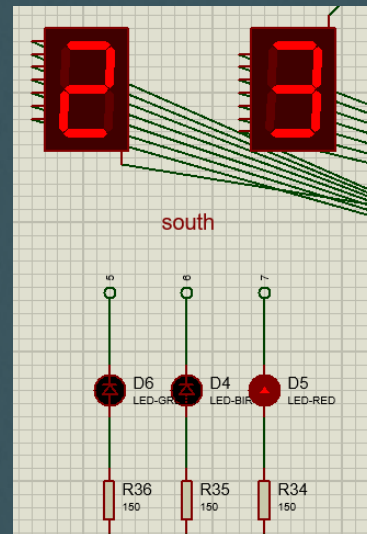 2 3
south
5 6 7
D6 D4 D5
LED-GRE LED-BIR LED-RED
R36 R35 R34
150 150 150